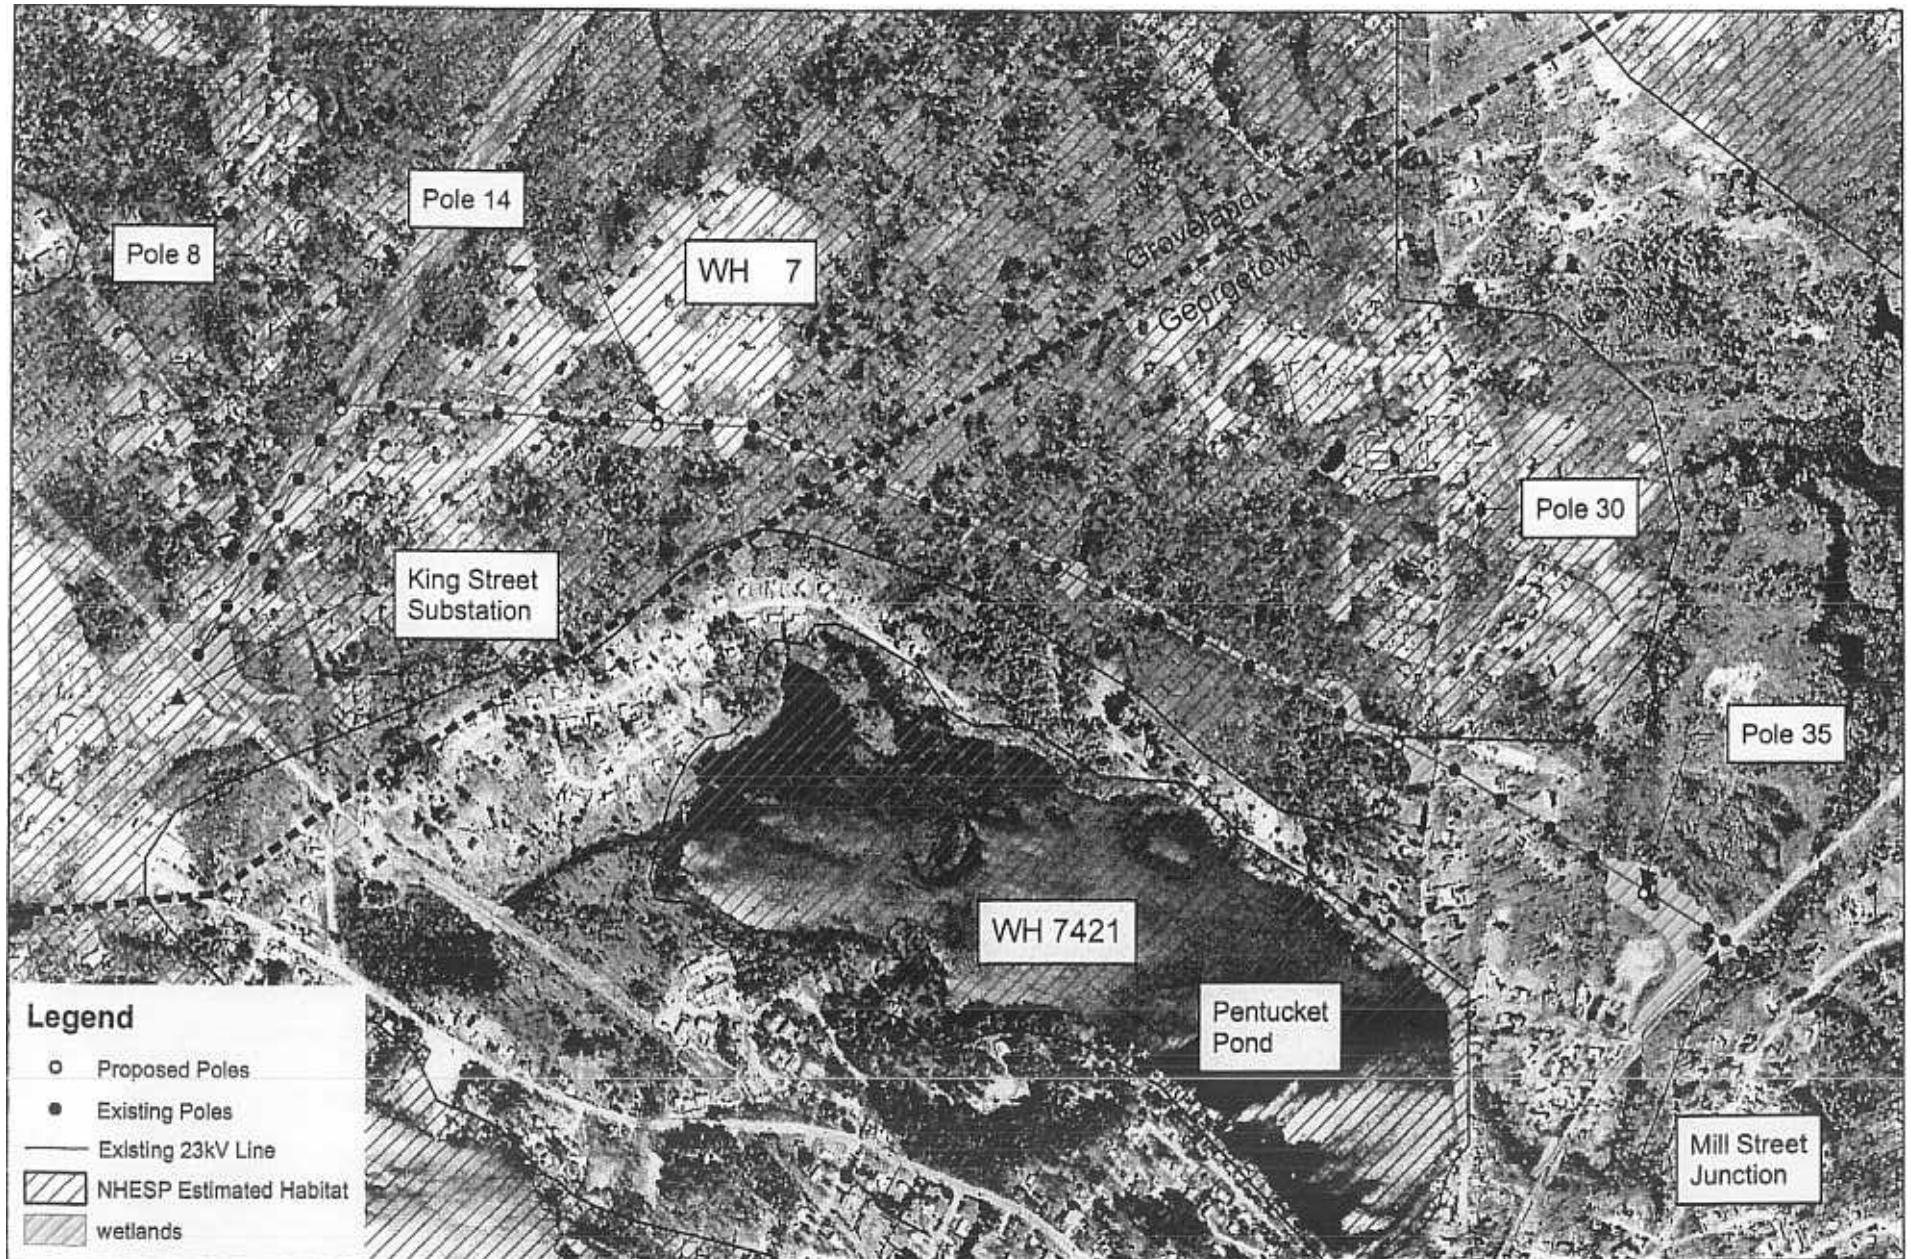 Pole 14
Pole 8
WH 7
Groveland
Georgetown
Pole 30
King Street
Substation
Pole 35
WH 7421
Pentucket
Pond
Mill Street
Junction
Legend
Proposed Poles
Existing Poles
Existing 23kV Line
NHESP Estimated Habitat
wetlands